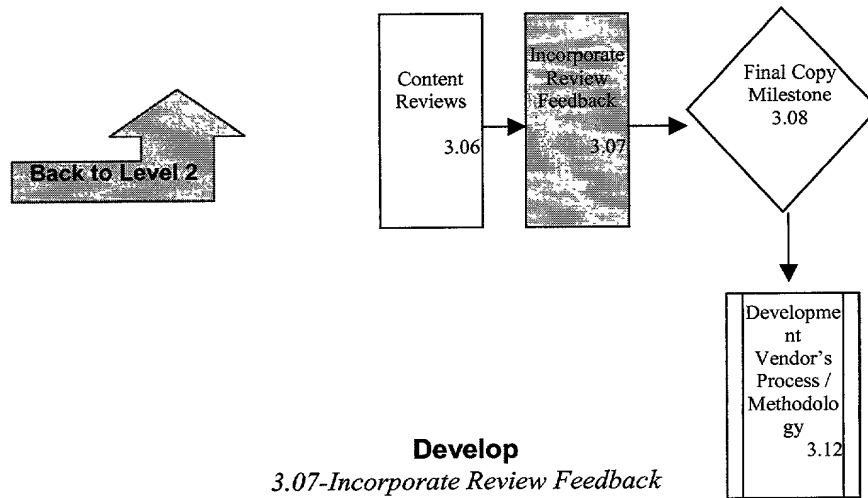 Back to Level 2
Content
Reviews
3.06
Incorporate
Review
Feedback
3.07
Final Copy
Milestone
3.08
Developme
nt
Vendor's
Process /
Methodolo
gy
3.12
Develop
3.07-Incorporate Review Feedback